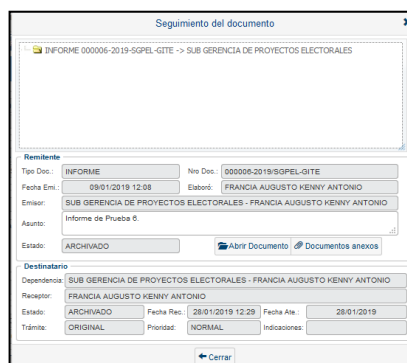 Seguimiento del documento
INFORME 000006-2019-SGPEL-GITE -> SUB GERENCIA DE PROYECTOS ELECTORALES
Remitente
Tipo Doc.: INFORME Nro Dos.: 000006-2019/SGPEL-GITE
Fecha Emi.: 09/01/2019 12:08 Elaboró: FRANCIA AUGUSTO KENNY ANTONIO
Emisor: SUB GERENCIA DE PROYECTOS ELECTORALES - FRANCIA AUGUSTO KENNY ANTONIO
Asunto: Informe de Prueba 6.
Estado: ARCHIVADO Abrir Documento Documentos anexos
Destinatario
Dependencia: SUB GERENCIA DE PROYECTOS ELECTORALES - FRANCIA AUGUSTO KENNY ANTONIO
Receptor: FRANCIA AUGUSTO KENNY ANTONIO
Estado: ARCHIVADO Fecha Rec.: 28/01/2019 12:29 Fecha Ate.: 28/01/2019
Trámite: ORIGINAL Prioridad: NORMAL Indicaciones:
Cerrar